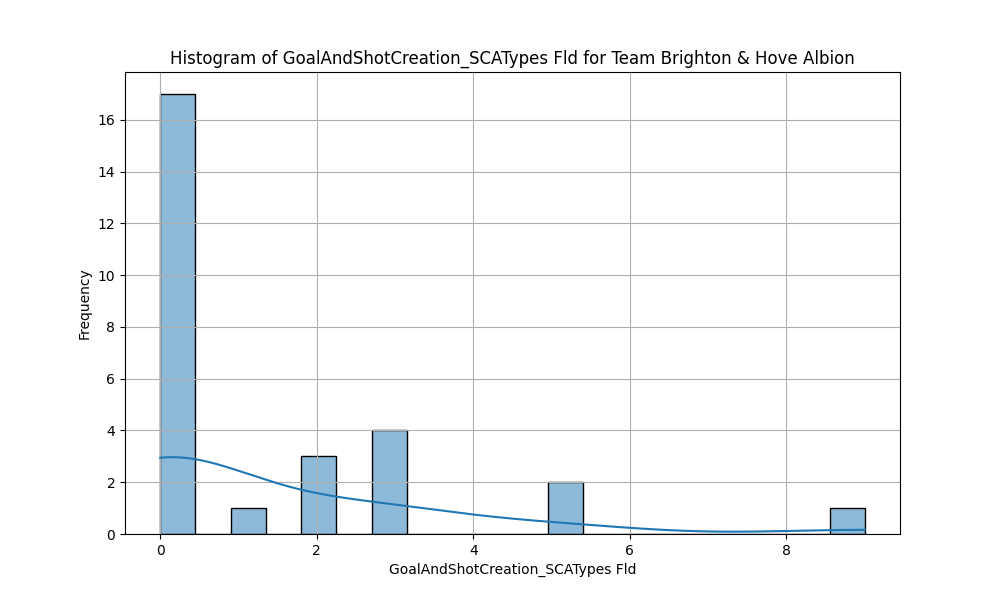 Histogram of GoalAndShotCreation_SCATypes Fld for Team Brighton & Hove Albion
16
14
12
10
8
6
4
2
0
Frequency
0 2 4 6 8
GoalAndShotCreation_SCATypes Fld